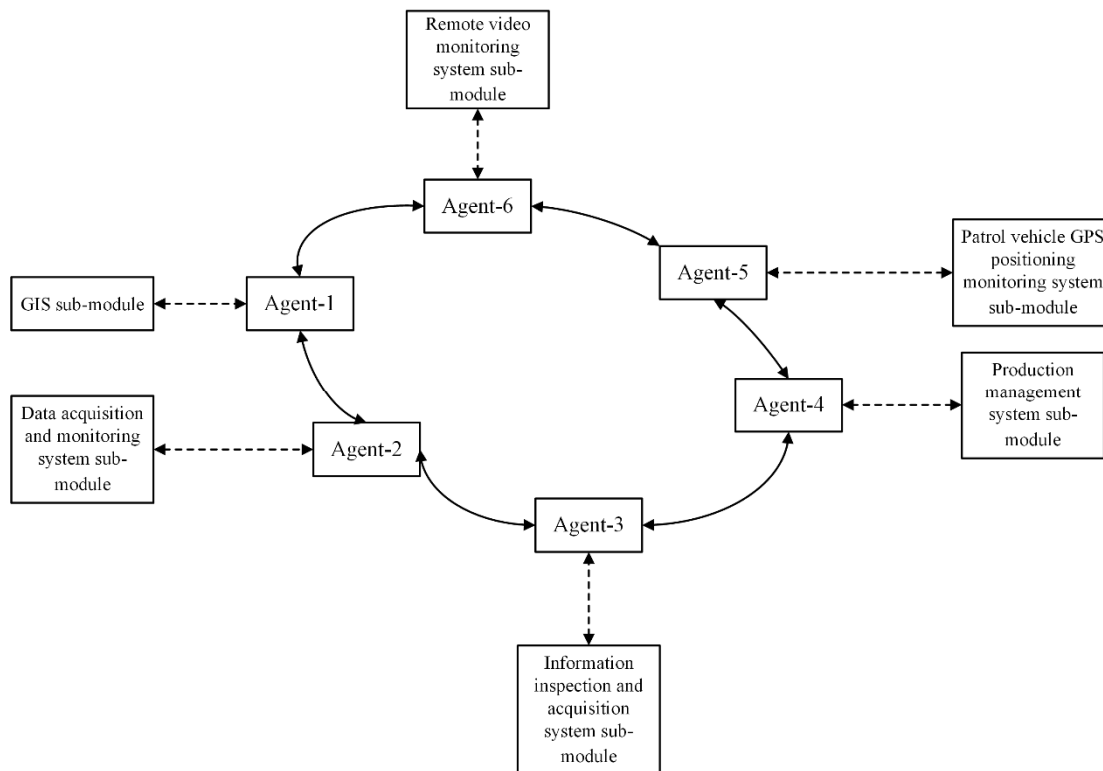 Remote video
monitoring
system sub-
module
Agent-6
Agent-5
Patrol vehicle GPS
positioning
monitoring system
sub-module
GIS sub-module
Agent-1
Data acquisition
and monitoring
system sub-
module
Agent-2
Agent-4
Production
management
system sub-
module
Agent-3
Information
inspection and
acquisition
system sub-
module